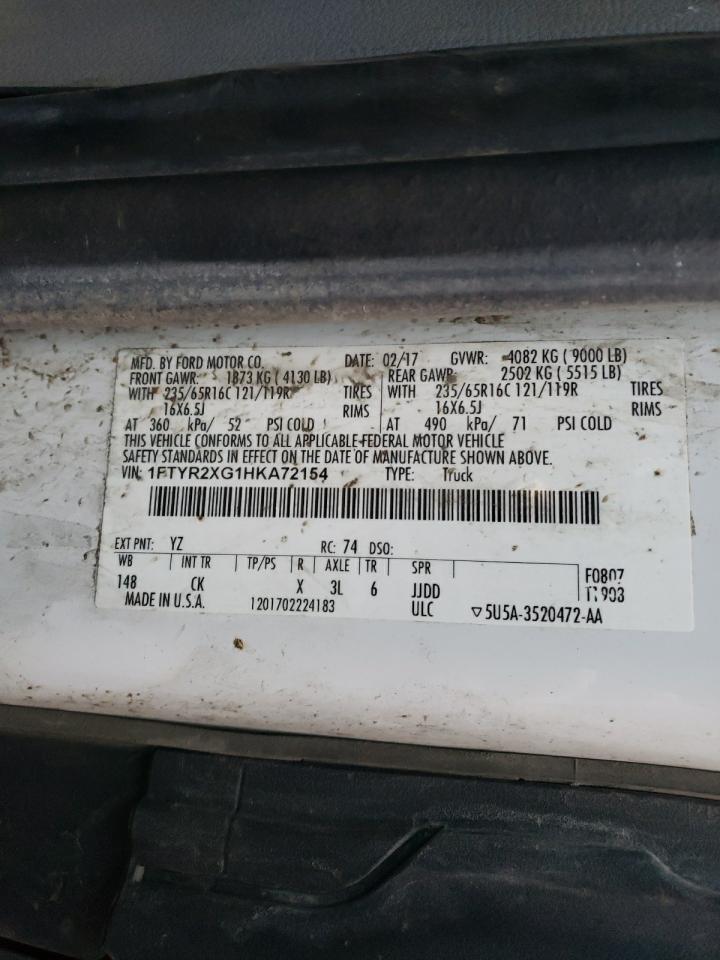 MFD. BY FORD MOTOR CO. DATE: 02/17 GVWR: 4082 KG ( 9000 LB)
FRONT GAWR: 1873 KG ( 4130 LB) REAR GAWR: 2502 KG ( 5515 LB)
WITH 235/65R16C 121/119R TIRES WITH 235/65R16C 121/119R TIRES
16X6.5J RIMS 16X6.5J RIMS
AT 360 kPa/ 52 PSI COLD AT 490 kPa/ 71 PSI COLD
THIS VEHICLE CONFORMS TO ALL APPLICABLE FEDERAL MOTOR VEHICLE
SAFETY STANDARDS IN EFFECT ON THE DATE OF MANUFACTURE SHOWN ABOVE.
VIN: 1FTYR2XG1HKA72154 TYPE: Truck
EXT PNT: YZ RC: 74 DSO:
WB INT TR TP/PS R AXLE TR SPR
148 CK X 3L 6 JJDD
F0807
MADE IN U.S.A. 1201702224183 ULC ▽5U5A-3520472-AA